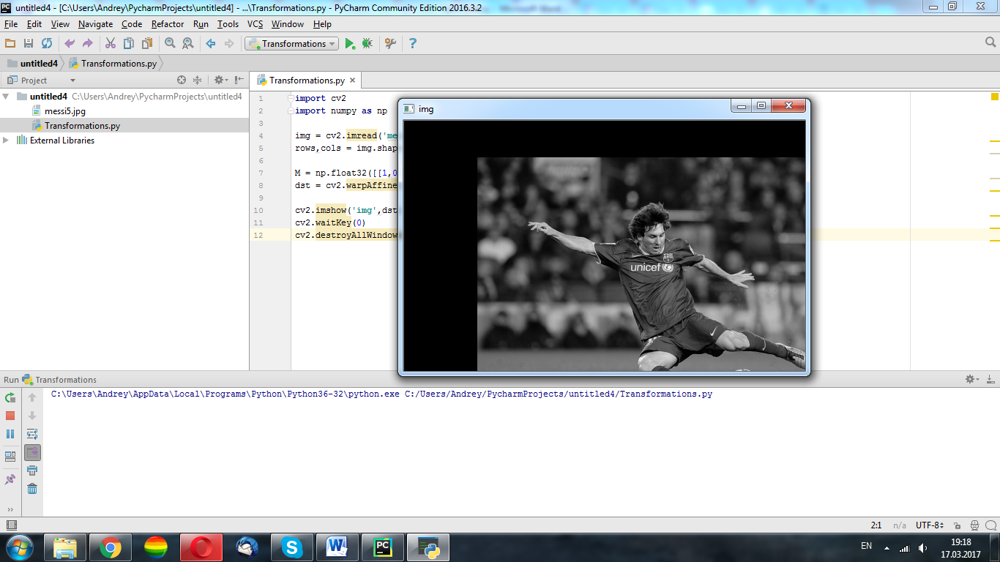 untitled4 - [C:\Users\Andrey\PycharmProjects\untitled4] - ...\Transformations.py - PyCharm Community Edition 2016.3.2
File Edit View Navigate Code Refactor Run Tools VCS Window Help
Transformations
untitled4 Transformations.py
Project
Transformations.py
untitled4 C:\Users\Andrey\PycharmProjects\untitled4
messi5.jpg
Transformations.py
External Libraries
1 import cv2
2 import numpy as np
3
4 img = cv2.imread('me
5 rows,cols = img.shap
6
7 M = np.float32([[1,0
8 dst = cv2.warpAffine
9
10 cv2.imshow('img',dst
11 cv2.waitKey(0)
12 cv2.destroyAllWindow
img
unicef
Run Transformations
C:\Users\Andrey\AppData\Local\Programs\Python\Python36-32\python.exe C:/Users/Andrey/PycharmProjects/untitled4/Transformations.py
2:1 n/a UTF-8
EN
19:18
17.03.2017